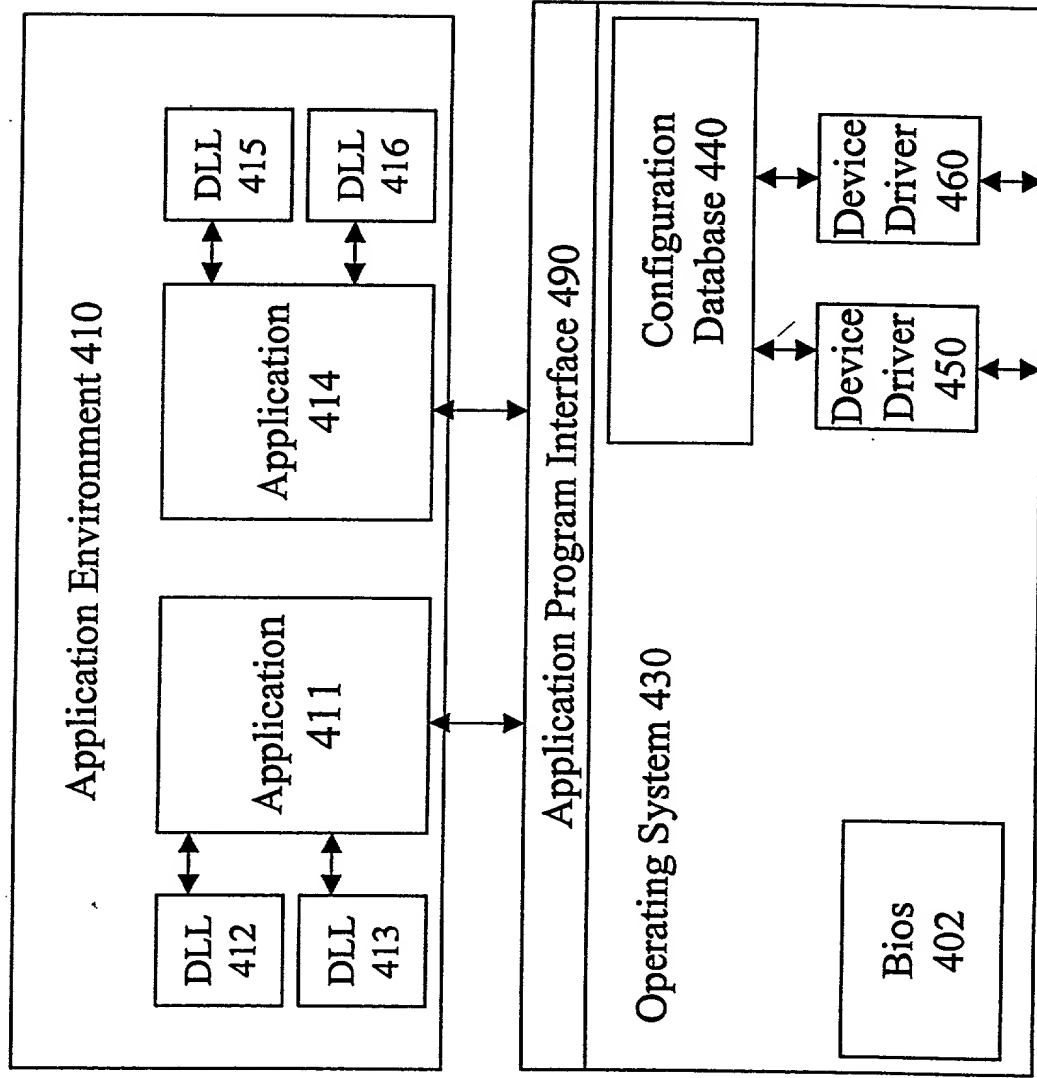 Application Environment 410
DLL
412
DLL
413
Application
411
Application
414
DLL
415
DLL
416
Application Program Interface 490
Operating System 430
Configuration
Database 440
Device
Driver
450
Device
Driver
460
Bios
402